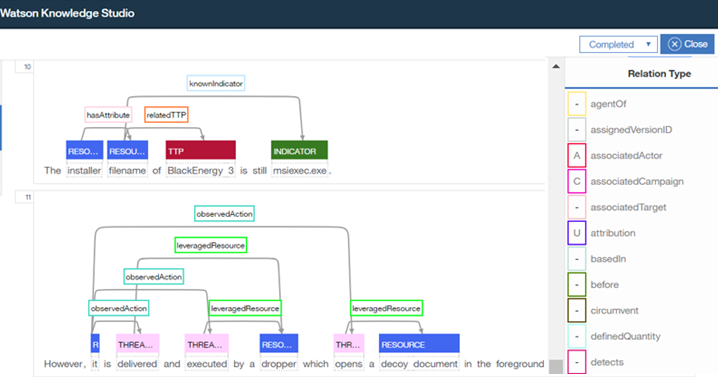 Watson Knowledge Studio
Completed ▼
Close
10
knownIndicator
hasAttribute relatedTTP
RESO... RESOU... TTP INDICATOR
The installer filename of BlackEnergy 3 is still msiexec.exe.
11
observedAction
leveragedResource
observedAction
observedAction leveragedResource leveragedResource
R THREA... THREA... RESO... THR... RESOURCE
However, it is delivered and executed by a dropper which opens a decoy document in the foreground
Relation Type
- agentOf
- assignedVersionID
A associatedActor
C associatedCampaign
- associatedTarget
U attribution
- basedIn
- before
- circumvent
- definedQuantity
- detects